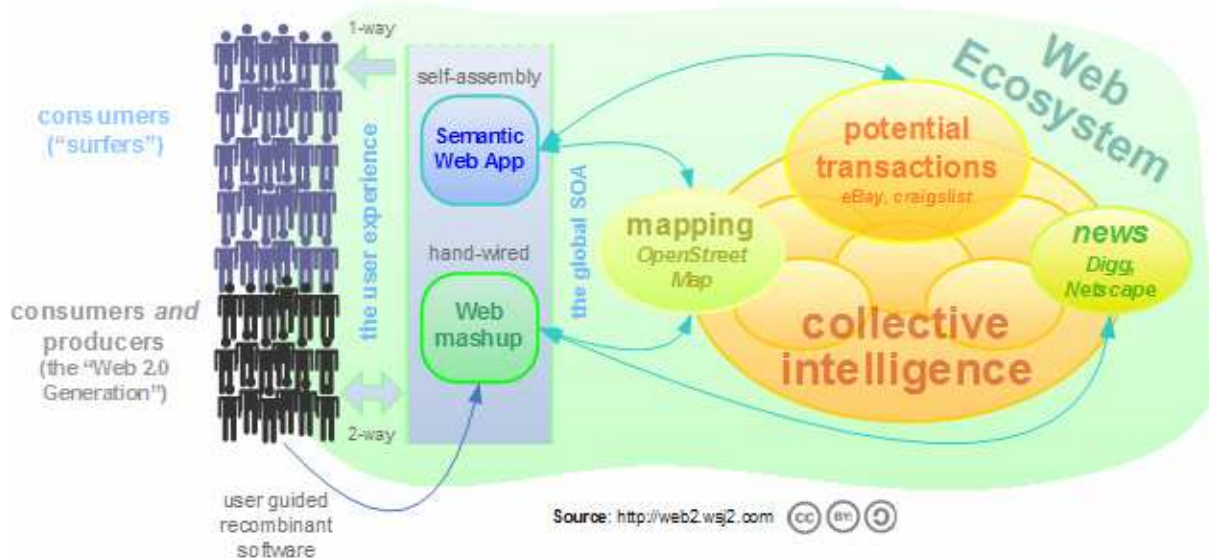 1-way
consumers
("surfers")
consumers and
producers
(the "Web 2.0
Generation")
2-way
user guided
recombinant
software
the user experience
self-assembly
Semantic
Web App
hand-wired
Web
mashup
the global SOA
mapping
OpenStreet
Map
potential
transactions
eBay, craigslist
news
Digg,
Netscape
collective
intelligence
Web
Ecosystem
Source: http://web2.wsj2.com
cc